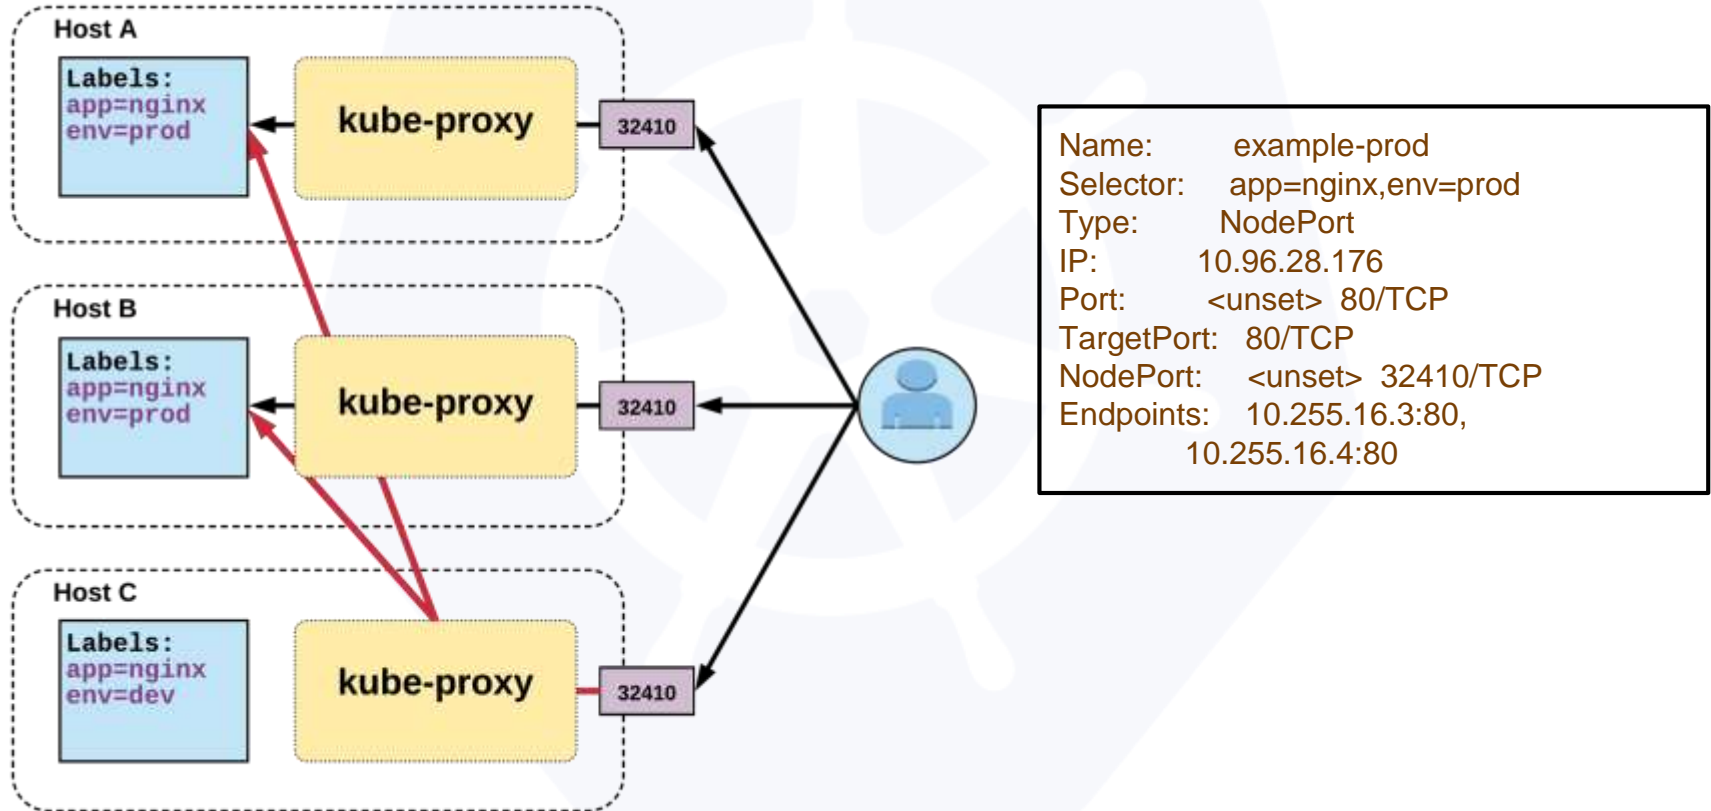 Host A
Labels:
app=nginx
env=prod
kube-proxy
32410
Host B
Labels:
app=nginx
env=prod
kube-proxy
32410
Host C
Labels:
app=nginx
env=dev
kube-proxy
32410
Name: example-prod
Selector: app=nginx,env=prod
Type: NodePort
IP: 10.96.28.176
Port: <unset> 80/TCP
TargetPort: 80/TCP
NodePort: <unset> 32410/TCP
Endpoints: 10.255.16.3:80,
10.255.16.4:80